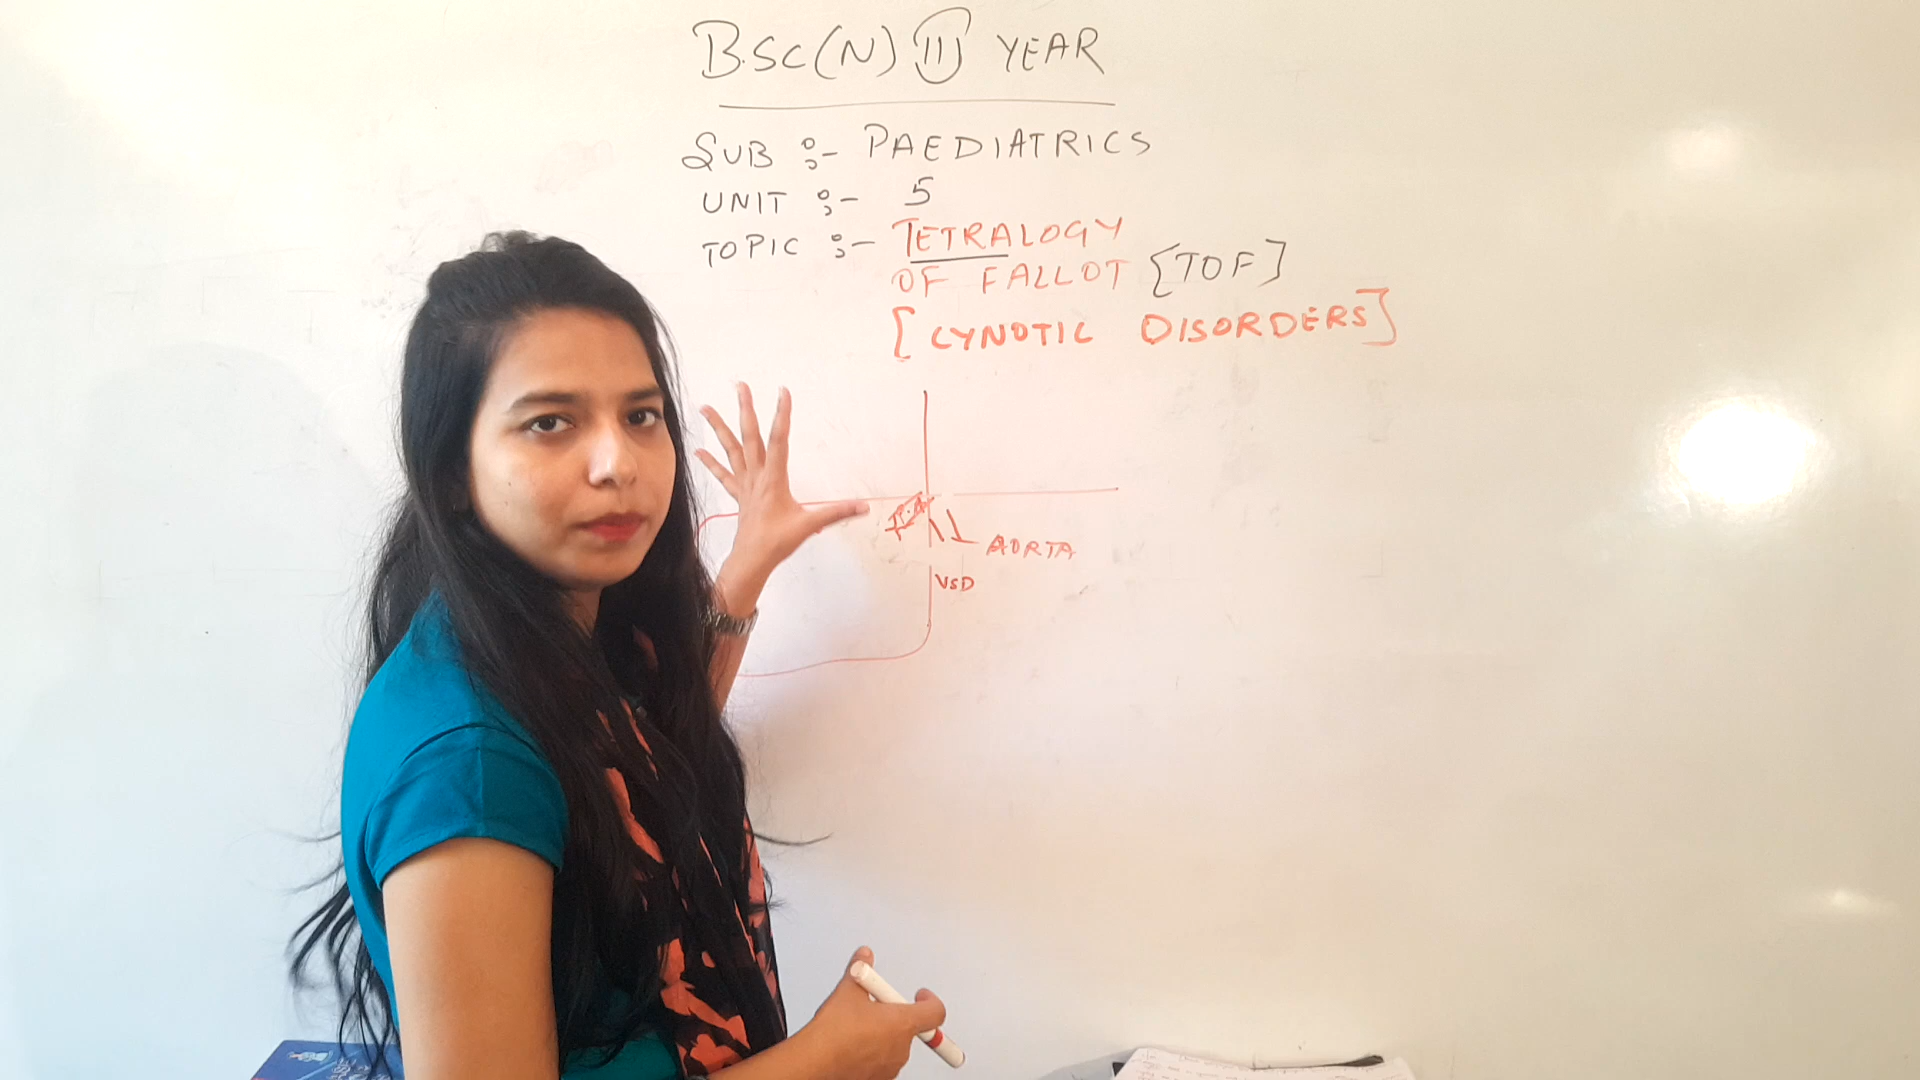 B.SC(N) III YEAR
SUB :- PAEDIATRICS
UNIT :- 5
TOPIC :- TETRALOGY
OF FALLOT [TOF]
[CYNOTIC DISORDERS]
P.A
AORTA
VSD